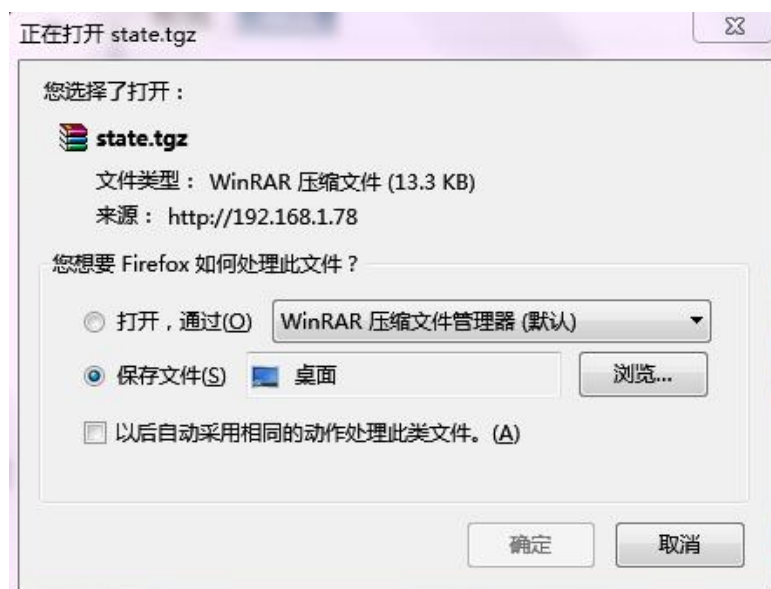 正在打开 state.tgz
您选择了打开：
state.tgz
文件类型： WinRAR 压缩文件 (13.3 KB)
来源： http://192.168.1.78
您想要 Firefox 如何处理此文件？
打开，通过(O) WinRAR 压缩文件管理器 (默认)
保存文件(S) 桌面 浏览...
以后自动采用相同的动作处理此类文件。(A)
确定 取消